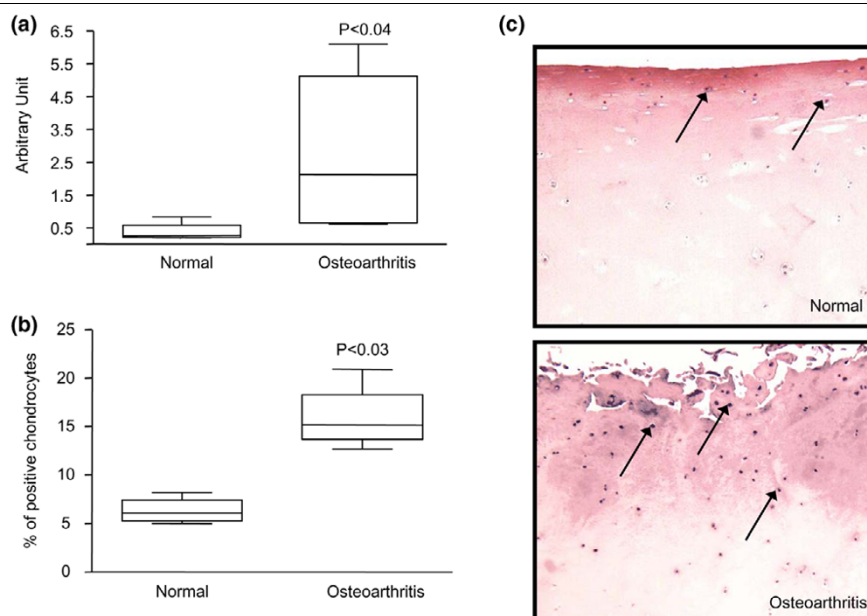 (a)
6.5
5.5
4.5
3.5
2.5
1.5
0.5
Arbitrary Unit
P<0.04
Normal
Osteoarthritis
(b)
25
20
15
10
5
0
% of positive chondrocytes
P<0.03
Normal
Osteoarthritis
(c)
Normal
Osteoarthritis